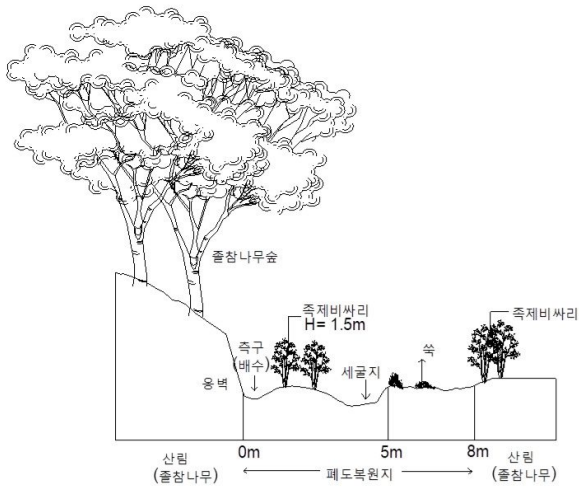 졸참나무숲
족제비싸리
H= 1.5m
족제비싸리
측구
(배수)
쑥
세굴지
옹벽
0m
5m
8m
산림
(졸참나무)
폐도복원지
산림
(졸참나무)